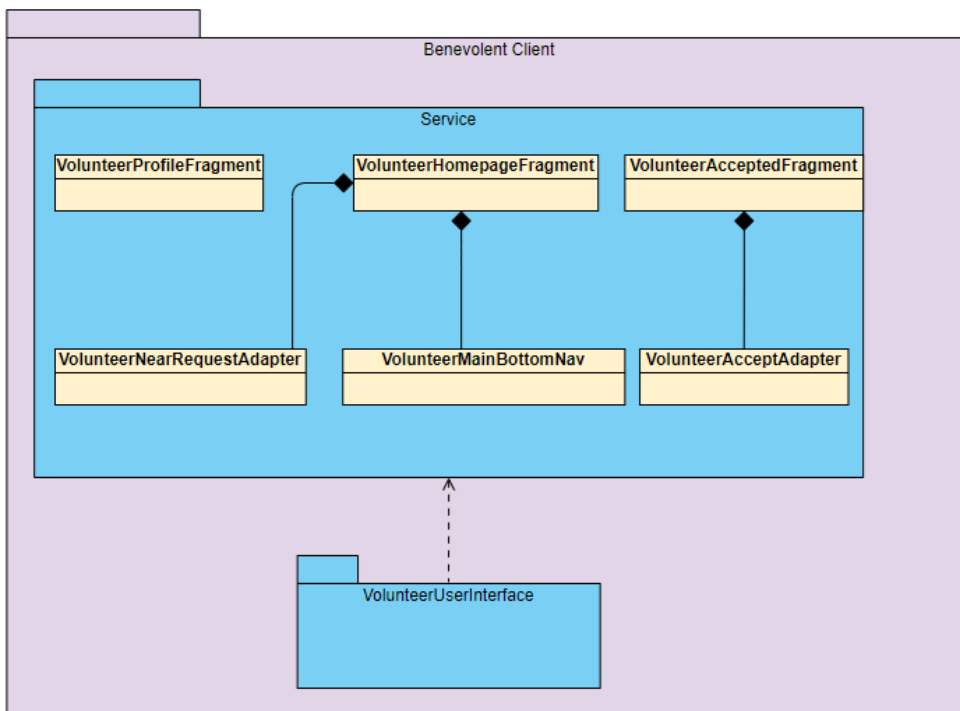 Benevolent Client
Service
VolunteerProfileFragment
VolunteerHomepageFragment
VolunteerAcceptedFragment
VolunteerNearRequestAdapter
VolunteerMainBottomNav
VolunteerAcceptAdapter
VolunteerUserInterface